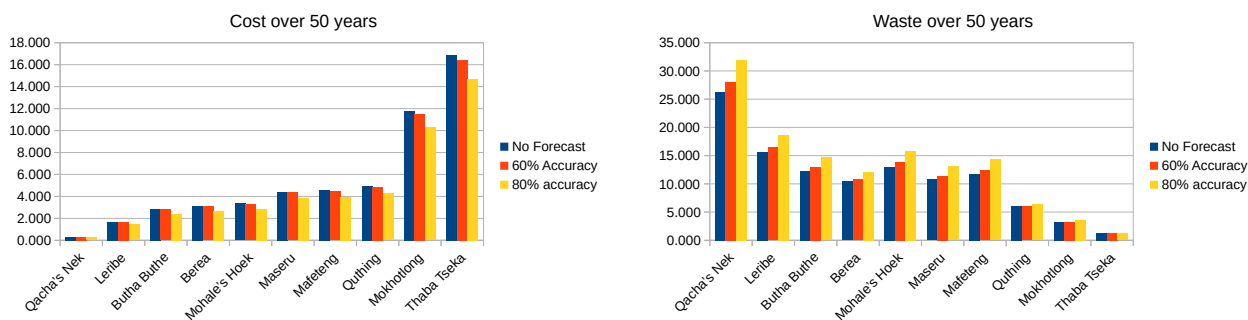 Cost over 50 years
18.000
16.000
14.000
12.000
10.000
8.000
6.000
4.000
2.000
0.000
Qacha's Nek
Leribe
Butha Buthe
Berea
Mohale's Hoek
Maseru
Mafeteng
Quthing
Mokhotlong
Thaba Tseka
No Forecast
60% Accuracy
80% accuracy
Waste over 50 years
35.000
30.000
25.000
20.000
15.000
10.000
5.000
0.000
Qacha's Nek
Leribe
Butha Buthe
Berea
Mohale's Hoek
Maseru
Mafeteng
Quthing
Mokhotlong
Thaba Tseka
No Forecast
60% Accuracy
80% accuracy